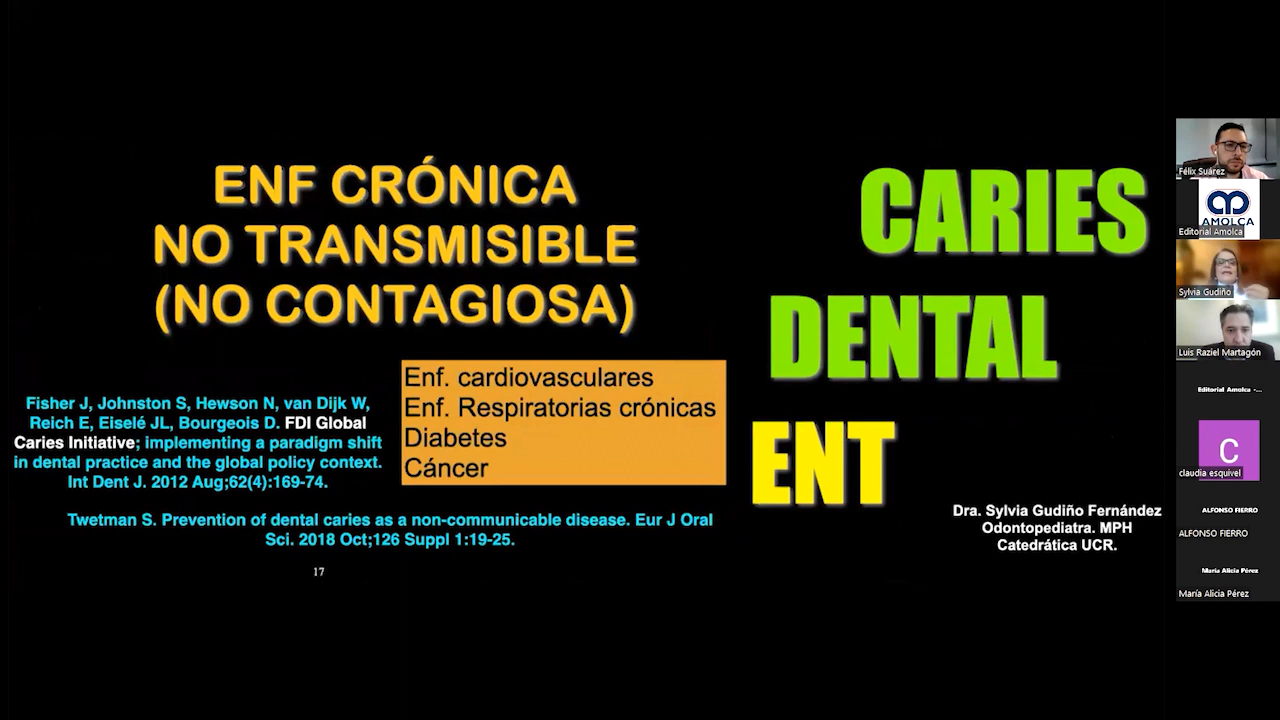 ENF CRÓNICA
NO TRANSMISIBLE
(NO CONTAGIOSA)
Enf. cardiovasculares
Enf. Respiratorias crónicas
Diabetes
Cáncer
Fisher J, Johnston S, Hewson N, van Dijk W,
Reich E, Eiselé JL, Bourgeois D. FDI Global
Caries Initiative; implementing a paradigm shift
in dental practice and the global policy context.
Int Dent J. 2012 Aug;62(4):169-74.
Twetman S. Prevention of dental caries as a non-communicable disease. Eur J Oral
Sci. 2018 Oct;126 Suppl 1:19-25.
17
CARIES
DENTAL
ENT
Dra. Sylvia Gudiño Fernández
Odontopediatra. MPH
Catedrática UCR.
Félix Suárez
AMOLCA
Editorial Amolca
Sylvia Gudiño
Luis Raziel Martagón
Editorial Amolca -...
C
claudia esquivel
ALFONSO FIERRO
ALFONSO FIERRO
María Alicia Pérez
María Alicia Pérez